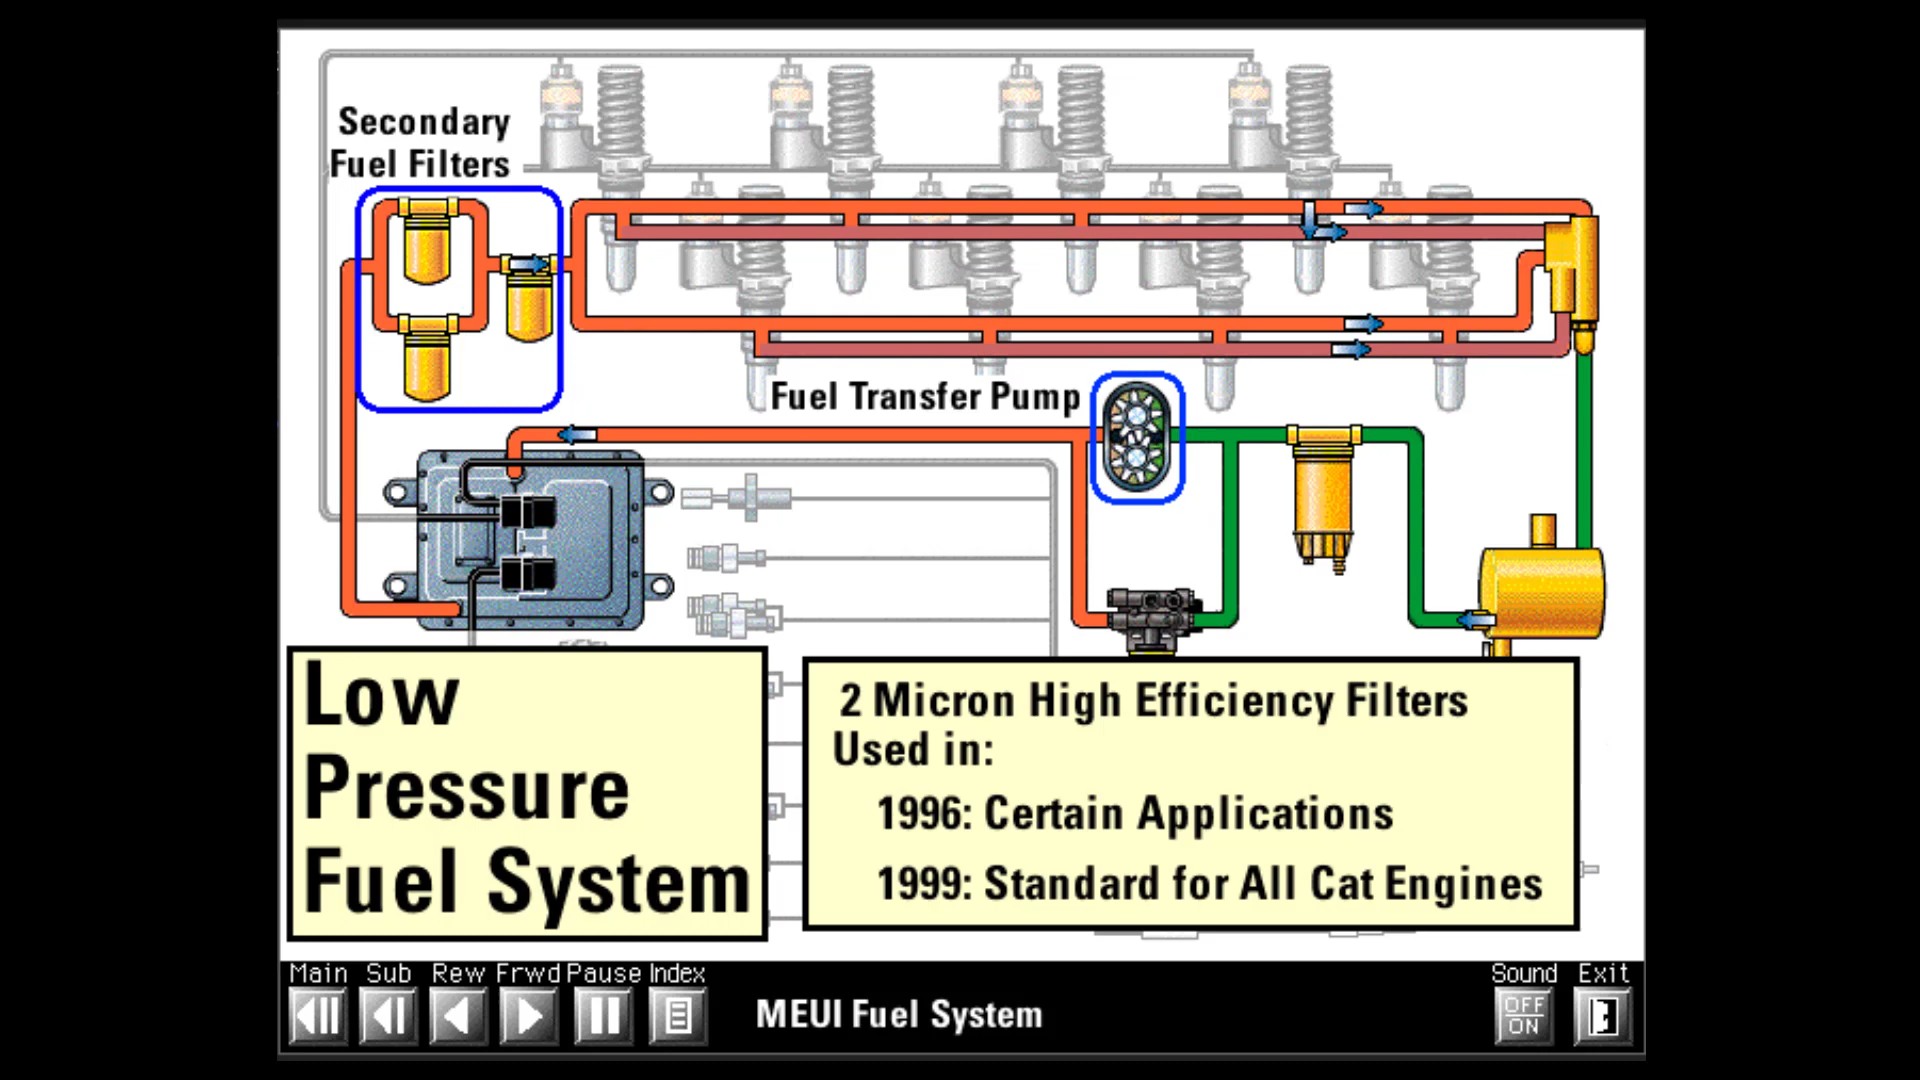 Secondary
Fuel Filters
Fuel Transfer Pump
Low
Pressure
Fuel System
2 Micron High Efficiency Filters
Used in:
1996: Certain Applications
1999: Standard for All Cat Engines
Main Sub Rew Frwd Pause Index
MEUI Fuel System
Sound Exit
OFF
ON